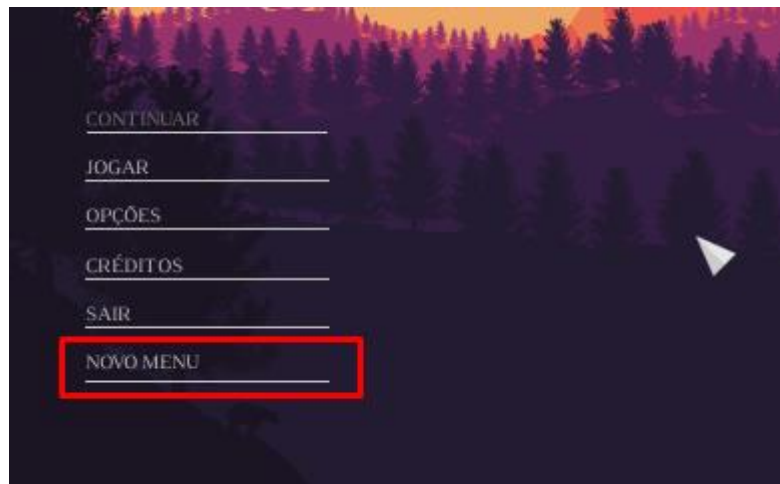 CONTINUAR
JOGAR
OPÇÕES
CRÉDITOS
SAIR
NOVO MENU